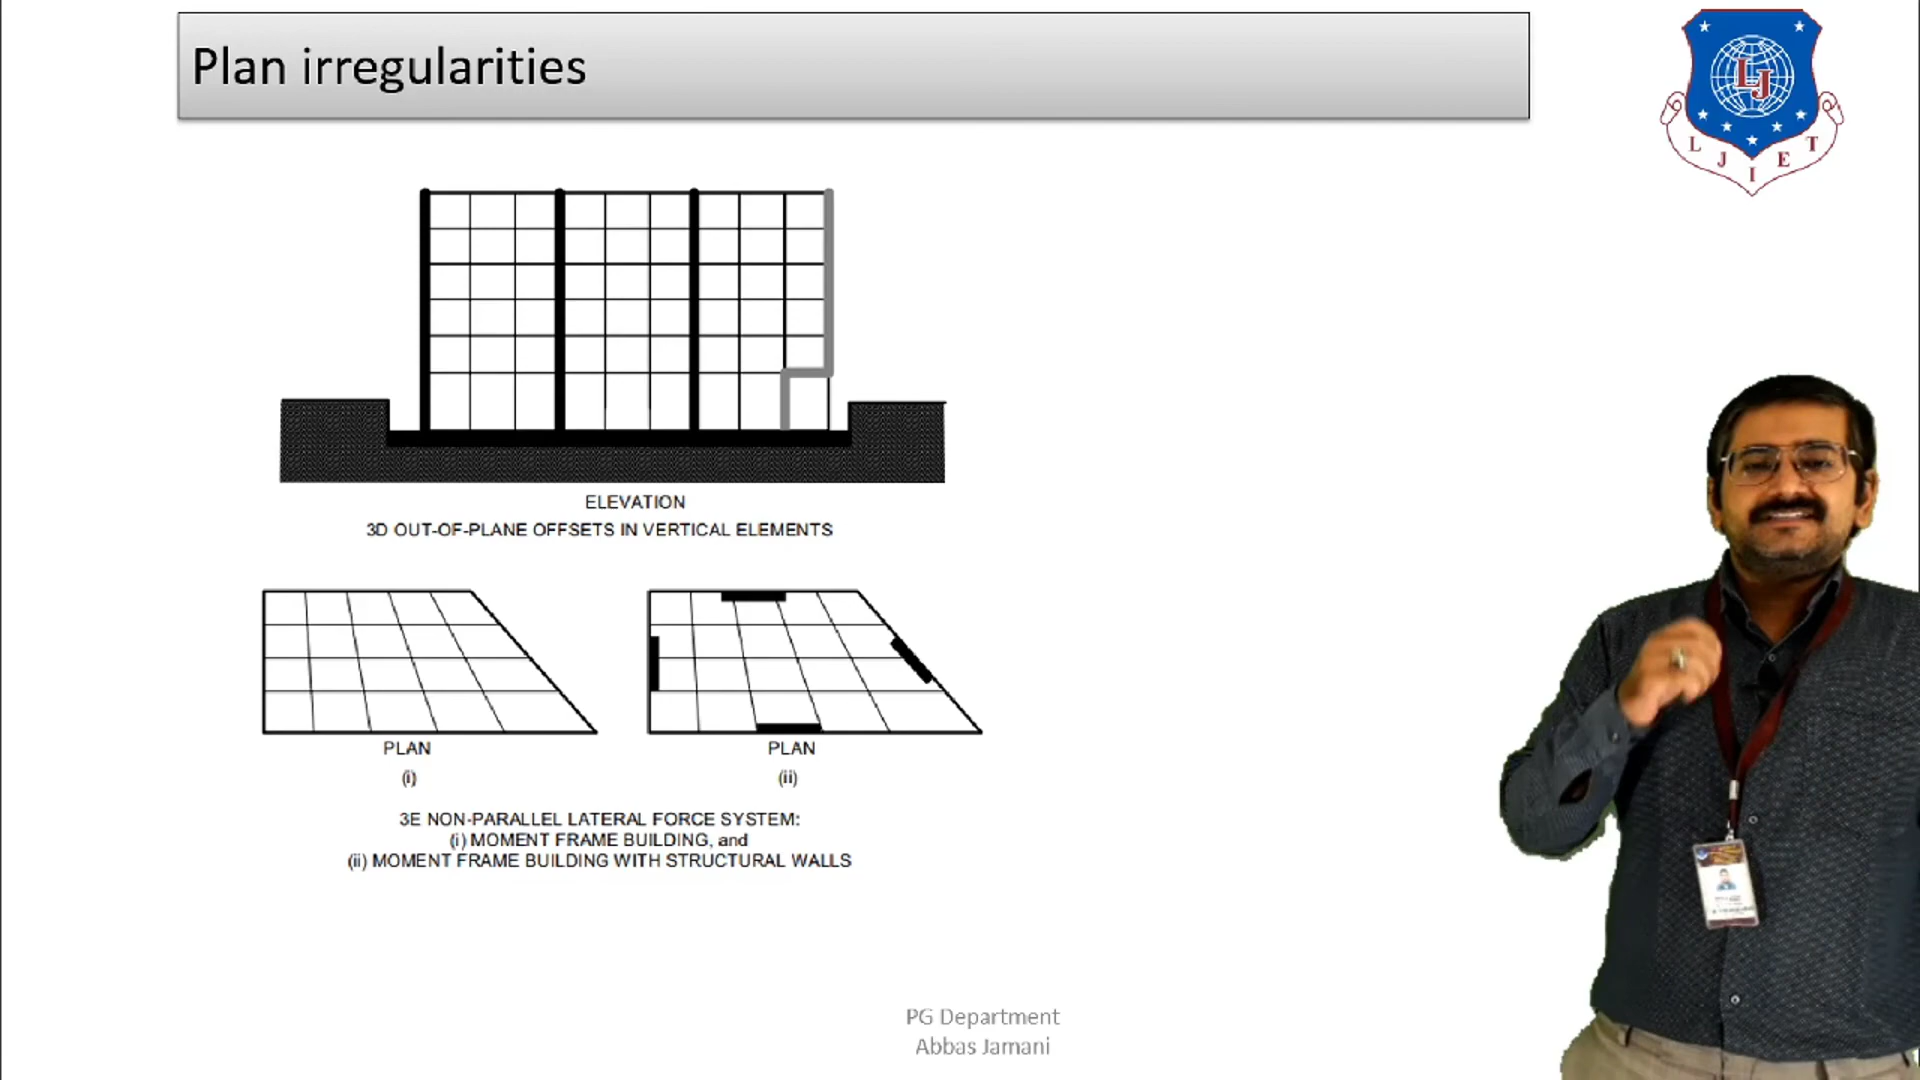 Plan irregularities
LJ
L J I E T
ELEVATION
3D OUT-OF-PLANE OFFSETS IN VERTICAL ELEMENTS
PLAN
PLAN
(i)
(ii)
3E NON-PARALLEL LATERAL FORCE SYSTEM:
(i) MOMENT FRAME BUILDING, and
(ii) MOMENT FRAME BUILDING WITH STRUCTURAL WALLS
PG Department
Abbas Jamani